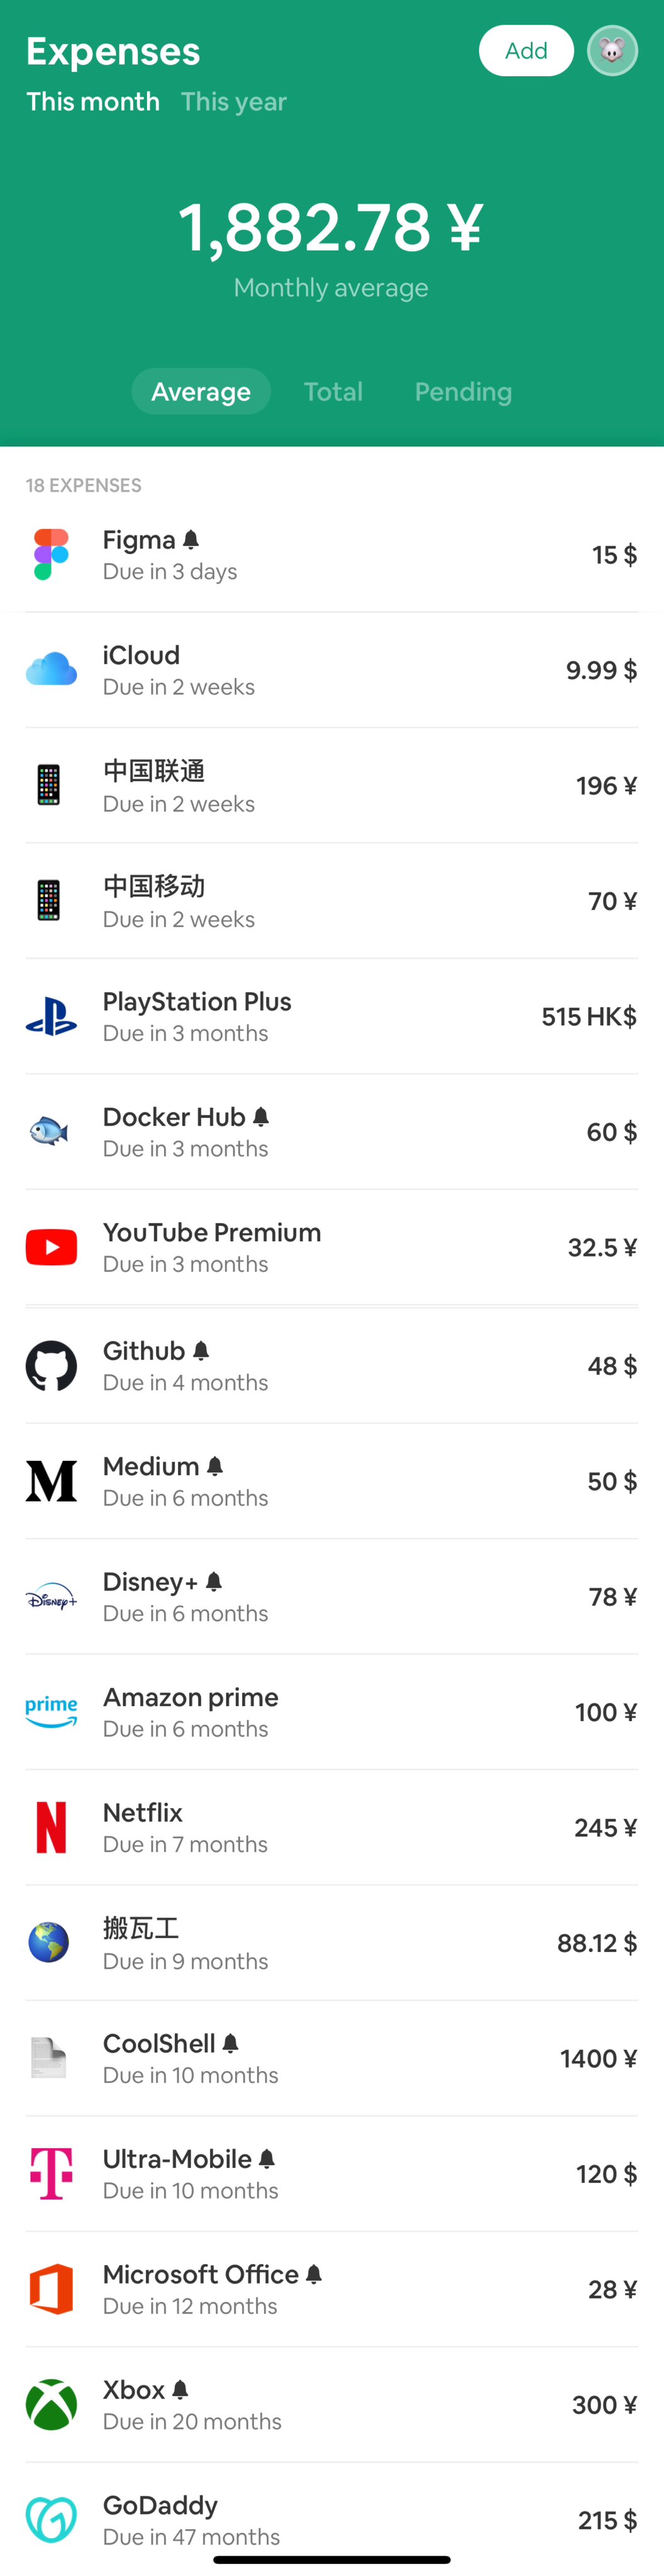 Expenses
Add
This month This year
1,882.78 ¥
Monthly average
Average Total Pending
18 EXPENSES
Figma
Due in 3 days
15 $
iCloud
Due in 2 weeks
9.99 $
中国联通
Due in 2 weeks
196 ¥
中国移动
Due in 2 weeks
70 ¥
PlayStation Plus
Due in 3 months
515 HK$
Docker Hub
Due in 3 months
60 $
YouTube Premium
Due in 3 months
32.5 ¥
Github
Due in 4 months
48 $
M
Medium
Due in 6 months
50 $
Disney+
Disney+
Due in 6 months
78 ¥
prime
Amazon prime
Due in 6 months
100 ¥
N
Netflix
Due in 7 months
245 ¥
搬瓦工
Due in 9 months
88.12 $
CoolShell
Due in 10 months
1400 ¥
T
Ultra-Mobile
Due in 10 months
120 $
Microsoft Office
Due in 12 months
28 ¥
Xbox
Due in 20 months
300 ¥
GoDaddy
Due in 47 months
215 $